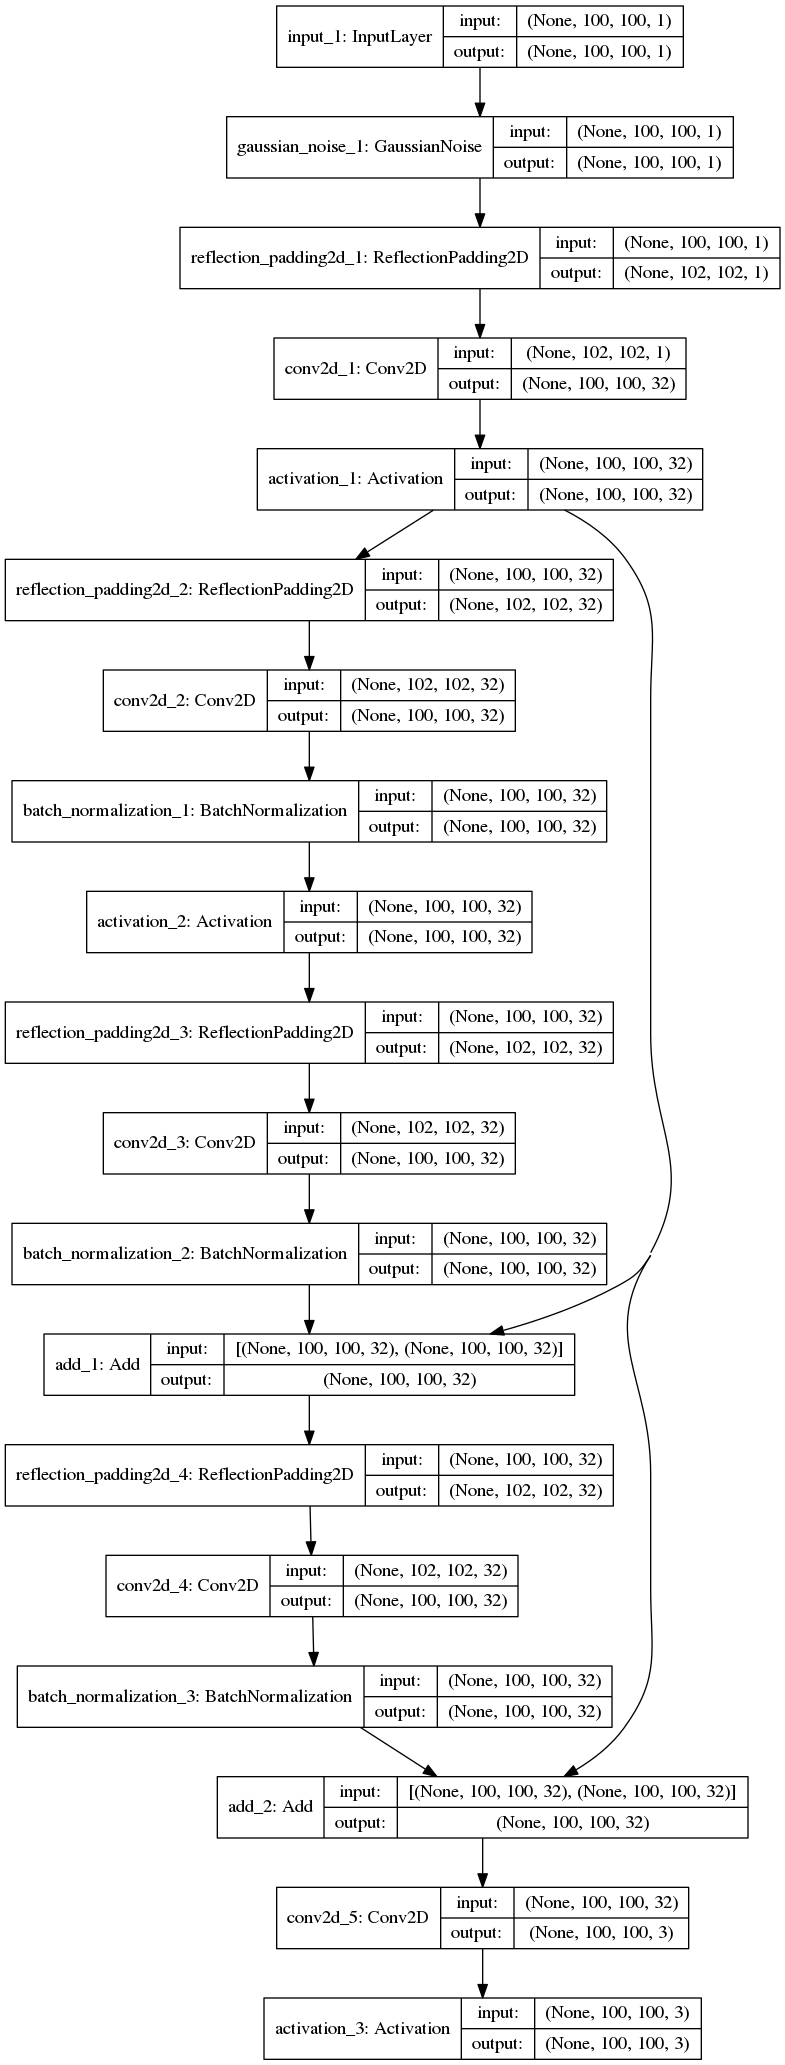 input_1: InputLayer
input: (None, 100, 100, 1)
output: (None, 100, 100, 1)
gaussian_noise_1: GaussianNoise
input: (None, 100, 100, 1)
output: (None, 100, 100, 1)
reflection_padding2d_1: ReflectionPadding2D
input: (None, 100, 100, 1)
output: (None, 102, 102, 1)
conv2d_1: Conv2D
input: (None, 102, 102, 1)
output: (None, 100, 100, 32)
activation_1: Activation
input: (None, 100, 100, 32)
output: (None, 100, 100, 32)
reflection_padding2d_2: ReflectionPadding2D
input: (None, 100, 100, 32)
output: (None, 102, 102, 32)
conv2d_2: Conv2D
input: (None, 102, 102, 32)
output: (None, 100, 100, 32)
batch_normalization_1: BatchNormalization
input: (None, 100, 100, 32)
output: (None, 100, 100, 32)
activation_2: Activation
input: (None, 100, 100, 32)
output: (None, 100, 100, 32)
reflection_padding2d_3: ReflectionPadding2D
input: (None, 100, 100, 32)
output: (None, 102, 102, 32)
conv2d_3: Conv2D
input: (None, 102, 102, 32)
output: (None, 100, 100, 32)
batch_normalization_2: BatchNormalization
input: (None, 100, 100, 32)
output: (None, 100, 100, 32)
add_1: Add
input: [(None, 100, 100, 32), (None, 100, 100, 32)]
output: (None, 100, 100, 32)
reflection_padding2d_4: ReflectionPadding2D
input: (None, 100, 100, 32)
output: (None, 102, 102, 32)
conv2d_4: Conv2D
input: (None, 102, 102, 32)
output: (None, 100, 100, 32)
batch_normalization_3: BatchNormalization
input: (None, 100, 100, 32)
output: (None, 100, 100, 32)
add_2: Add
input: [(None, 100, 100, 32), (None, 100, 100, 32)]
output: (None, 100, 100, 32)
conv2d_5: Conv2D
input: (None, 100, 100, 32)
output: (None, 100, 100, 3)
activation_3: Activation
input: (None, 100, 100, 3)
output: (None, 100, 100, 3)